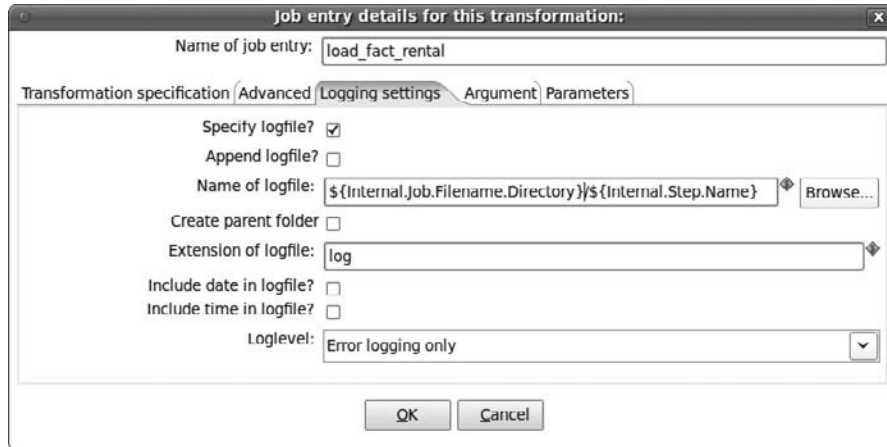 Job entry details for this transformation:
Name of job entry: load_fact_rental
Transformation specification Advanced Logging settings Argument Parameters
Specify logfile?
Append logfile?
Name of logfile: ${Internal.Job.Filename.Directory}/${Internal.Step.Name} Browse...
Create parent folder
Extension of logfile: log
Include date in logfile?
Include time in logfile?
Loglevel: Error logging only
OK Cancel